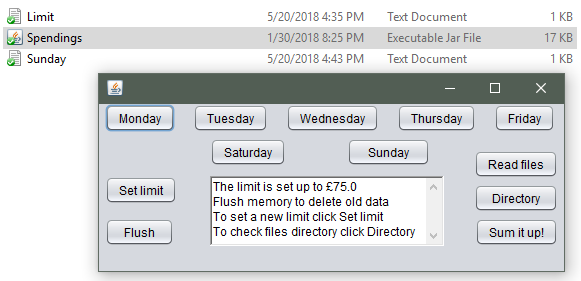 Limit 5/20/2018 4:35 PM Text Document 1 KB
Spendings 1/30/2018 8:25 PM Executable Jar File 17 KB
Sunday 5/20/2018 4:43 PM Text Document 1 KB
Monday Tuesday Wednesday Thursday Friday
Saturday Sunday
Read files
Set limit
The limit is set up to £75.0
Flush memory to delete old data
To set a new limit click Set limit
To check files directory click Directory
Directory
Flush
Sum it up!